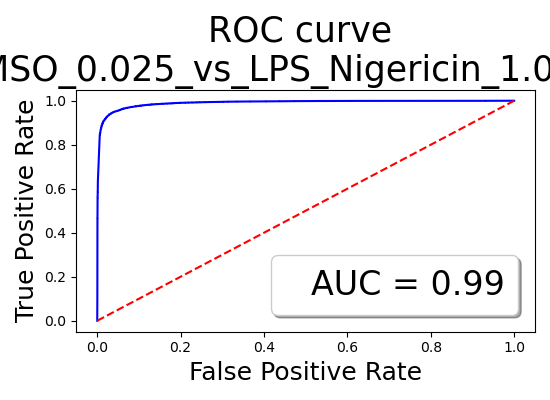 ROC curve
MSO_0.025_vs_LPS_Nigericin_1.0
True Positive Rate
1.0
0.8
0.6
0.4
0.2
0.0
AUC = 0.99
0.0 0.2 0.4 0.6 0.8 1.0
False Positive Rate